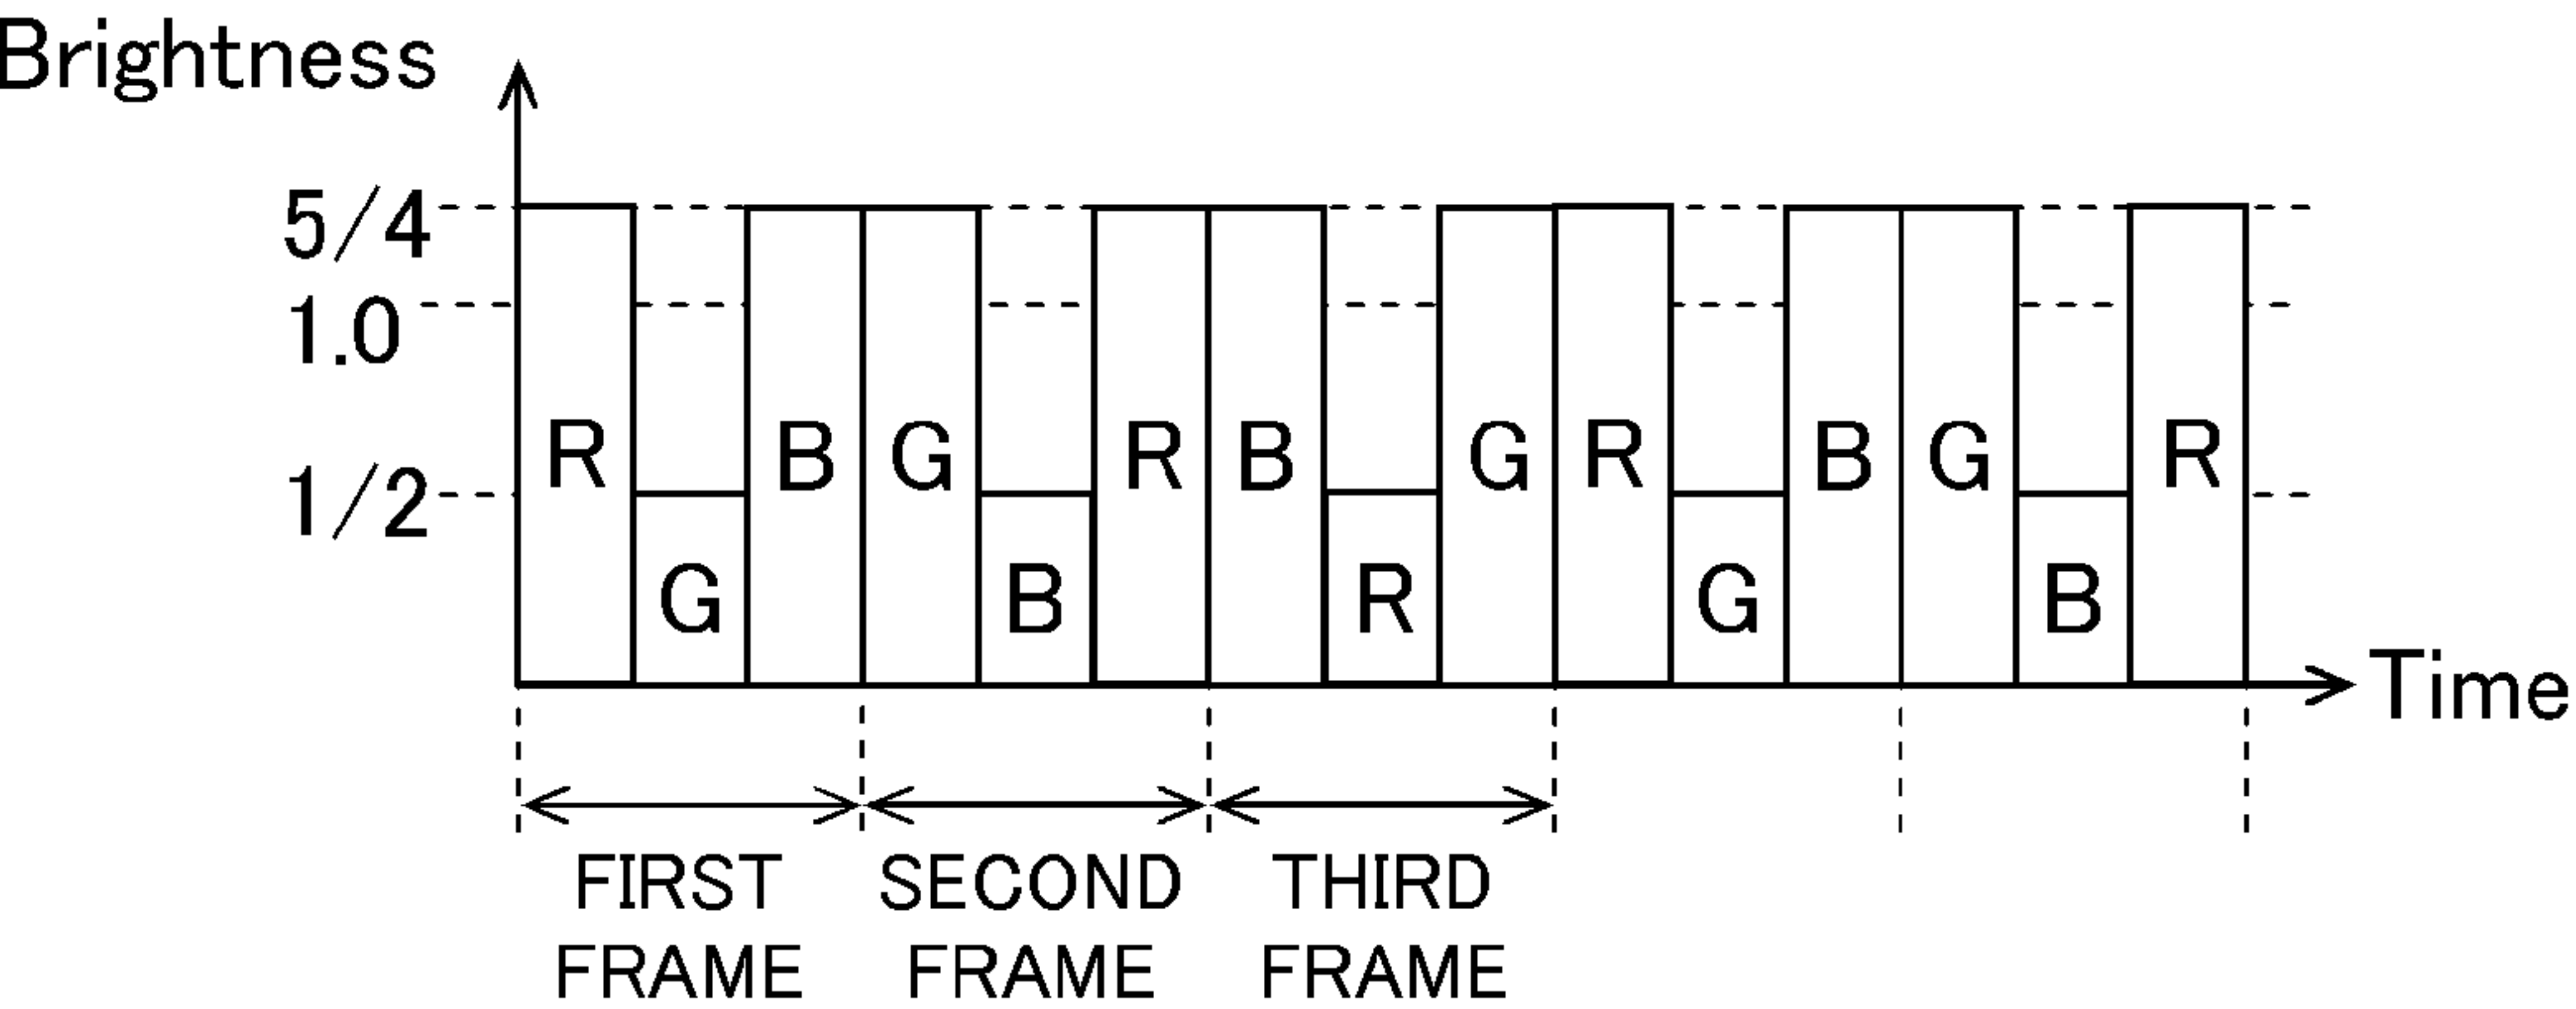 Brightness
5/4
1.0
1/2
R G B G B R B R G R G B G B R
Time
FIRST FRAME
SECOND FRAME
THIRD FRAME